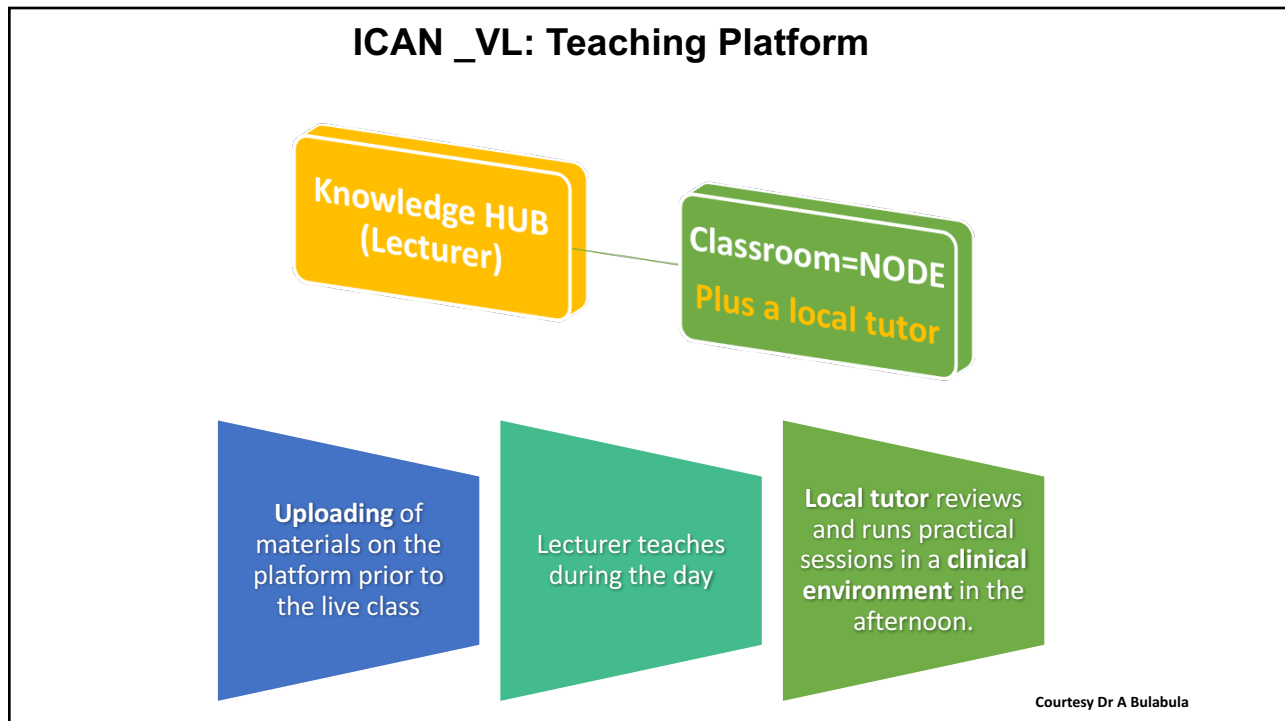 ICAN _VL: Teaching Platform
Knowledge HUB
(Lecturer)
Classroom=NODE
Plus a local tutor
Uploading of
materials on the
platform prior to
the live class
Lecturer teaches
during the day
Local tutor reviews
and runs practical
sessions in a clinical
environment in the
afternoon.
Courtesy Dr A Bulabula